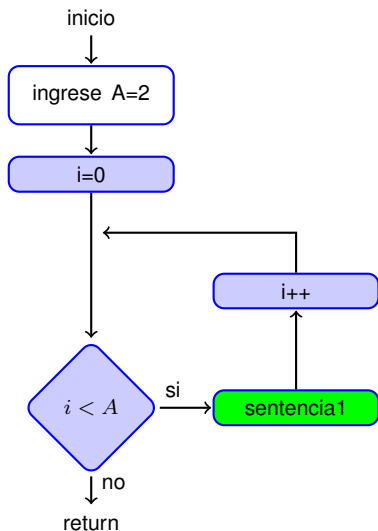 inicio
ingrese A=2
i=0
i++
i < A
si
sentencia1
no
return